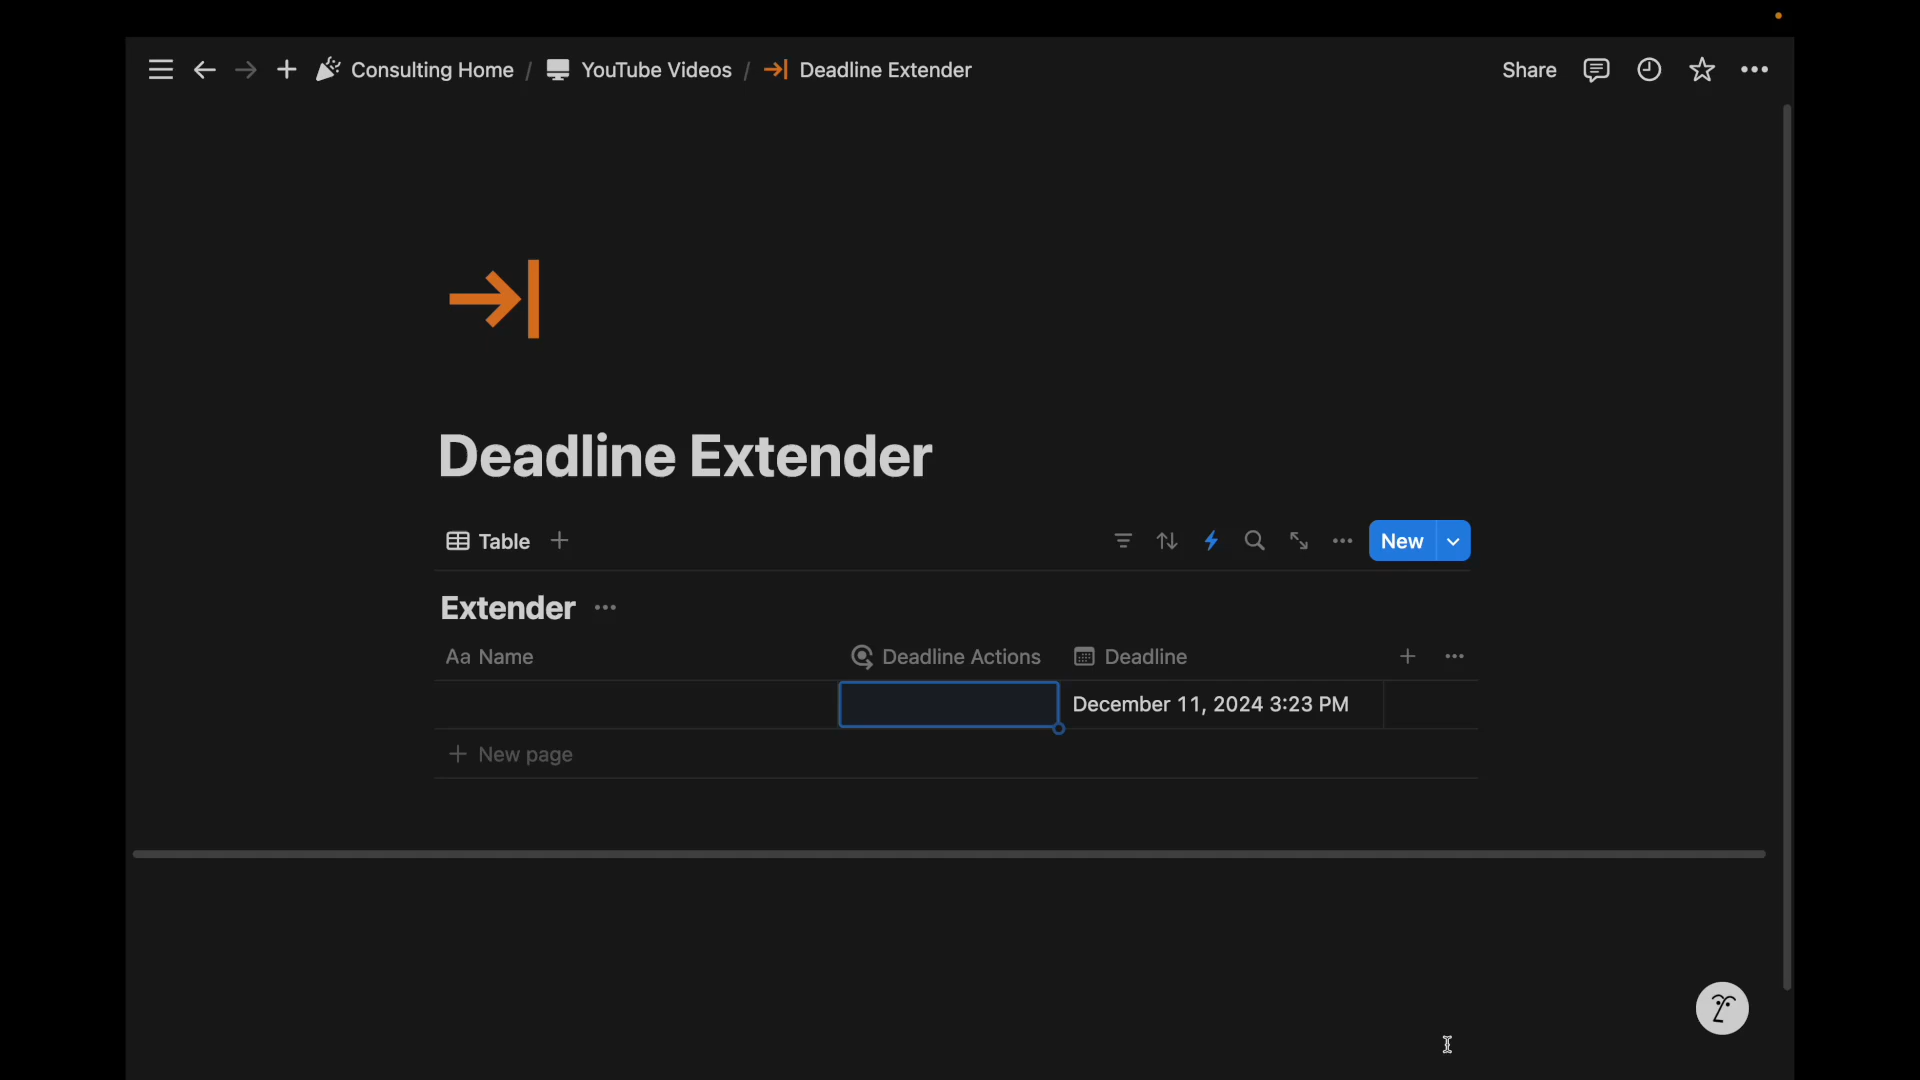 Consulting Home / YouTube Videos / Deadline Extender
Share
Deadline Extender
Table
New
Extender
Aa Name
Deadline Actions
Deadline
December 11, 2024 3:23 PM
New page